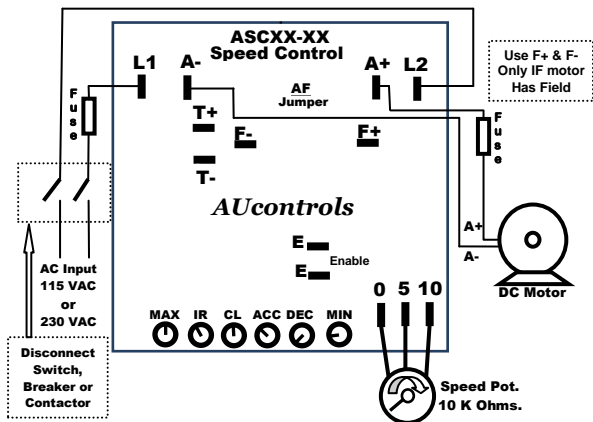 ASCXX-XX
Speed Control
L1
A-
A+
L2
Use F+ & F-
Only IF motor
Has Field
AF
Jumper
Fuse
T+
F-
F+
Fuse
T-
AUcontrols
E
Enable
E
A+
A-
DC Motor
AC Input
115 VAC
or
230 VAC
0 5 10
MAX IR CL ACC DEC MIN
Disconnect
Switch,
Breaker or
Contactor
Speed Pot.
10 K Ohms.